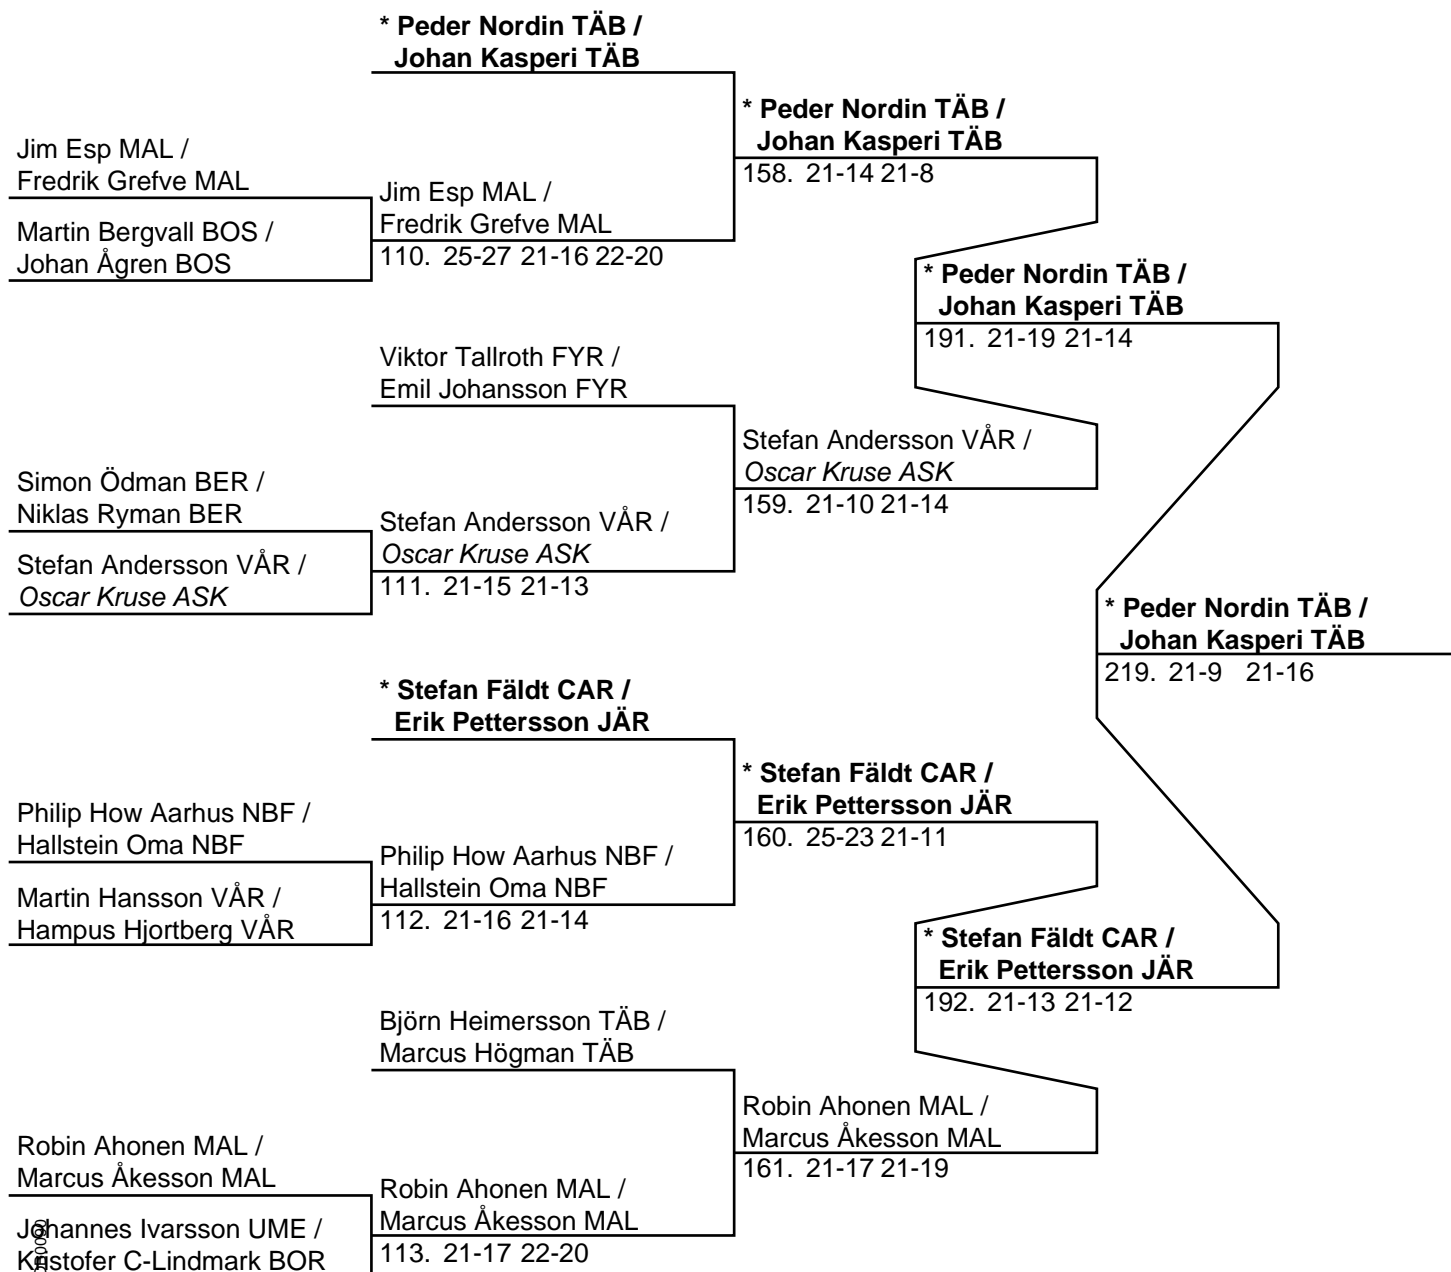 * Peder Nordin TÄB /
Johan Kasperi TÄB
Jim Esp MAL /
Fredrik Grefve MAL
Martin Bergvall BOS /
Johan Ågren BOS
Jim Esp MAL /
Fredrik Grefve MAL
110. 25-27 21-16 22-20
* Peder Nordin TÄB /
Johan Kasperi TÄB
158. 21-14 21-8
Viktor Tallroth FYR /
Emil Johansson FYR
Simon Ödman BER /
Niklas Ryman BER
Stefan Andersson VÅR /
Oscar Kruse ASK
Stefan Andersson VÅR /
Oscar Kruse ASK
111. 21-15 21-13
Stefan Andersson VÅR /
Oscar Kruse ASK
159. 21-10 21-14
* Peder Nordin TÄB /
Johan Kasperi TÄB
191. 21-19 21-14
* Stefan Fäldt CAR /
Erik Pettersson JÄR
Philip How Aarhus NBF /
Hallstein Oma NBF
Martin Hansson VÅR /
Hampus Hjortberg VÅR
Philip How Aarhus NBF /
Hallstein Oma NBF
112. 21-16 21-14
* Stefan Fäldt CAR /
Erik Pettersson JÄR
160. 25-23 21-11
Björn Heimersson TÄB /
Marcus Högman TÄB
Robin Ahonen MAL /
Marcus Åkesson MAL
Johannes Ivarsson UME /
Kristofer C-Lindmark BOR
Robin Ahonen MAL /
Marcus Åkesson MAL
113. 21-17 22-20
Robin Ahonen MAL /
Marcus Åkesson MAL
161. 21-17 21-19
* Stefan Fäldt CAR /
Erik Pettersson JÄR
192. 21-13 21-12
* Peder Nordin TÄB /
Johan Kasperi TÄB
219. 21-9 21-16